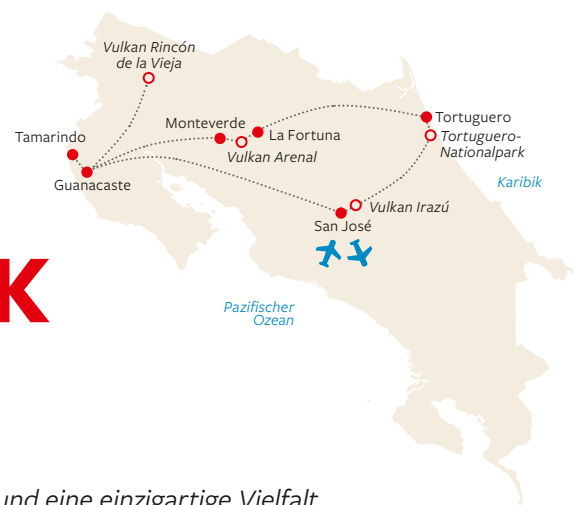 Vulkan Rincón
de la Vieja
Monteverde
La Fortuna
Vulkan Arenal
Tortuguero
Tortuguero-
Nationalpark
Tamarindo
Guanacaste
Karibik
Vulkan Irazú
San José
Pazifischer
Ozean
K
und eine einzigartige Vielfalt